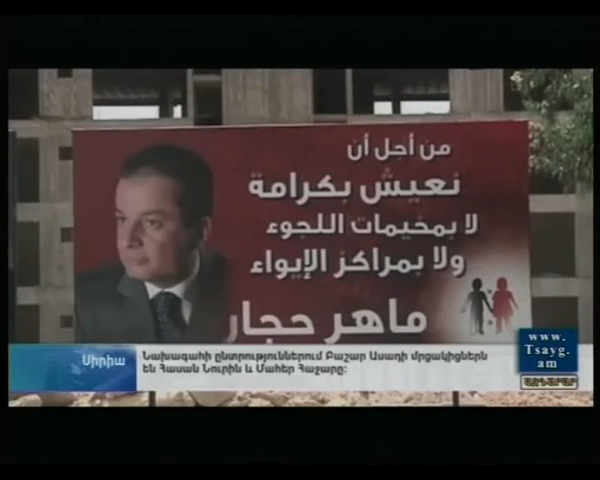 من أجل أن
نعيش بكرامة
لا بمخيمات اللجوء
ولا بمراكز الإيواء
ماهر حجار
Սիրիա
Նախագահի ընտրություններում Բաշար Ասադի մրցակիցներն
են Հասան Նուրին և Մահեր Հաջարը:
www.
Tsayg.
am
ԱԶԴԱՐԱՐ